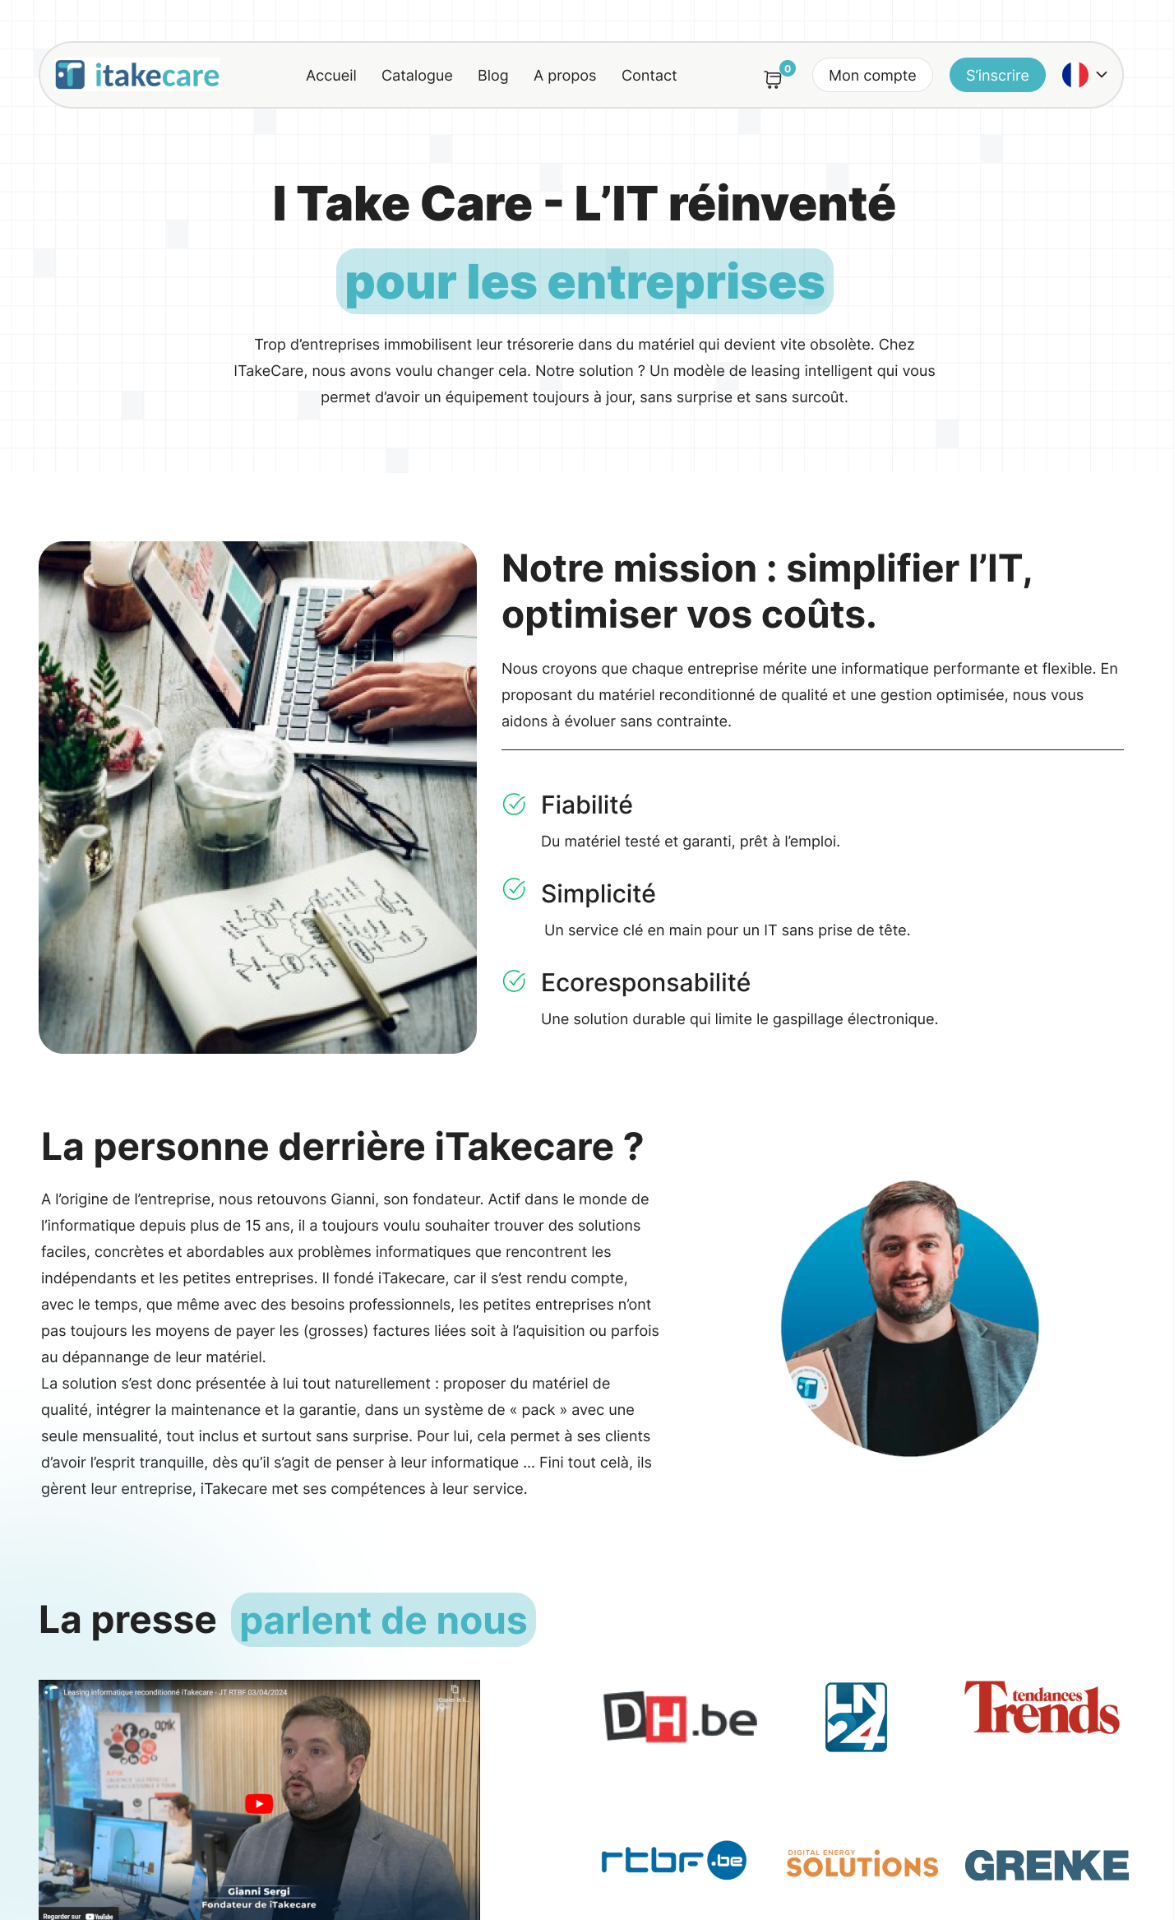 itakecare
Accueil
Catalogue
Blog
A propos
Contact
0
Mon compte
S’inscrire
I Take Care - L’IT réinventé
pour les entreprises
Trop d’entreprises immobilisent leur trésorerie dans du matériel qui devient vite obsolète. Chez
ITakeCare, nous avons voulu changer cela. Notre solution ? Un modèle de leasing intelligent qui vous
permet d’avoir un équipement toujours à jour, sans surprise et sans surcoût.
Notre mission : simplifier l’IT,
optimiser vos coûts.
Nous croyons que chaque entreprise mérite une informatique performante et flexible. En
proposant du matériel reconditionné de qualité et une gestion optimisée, nous vous
aidons à évoluer sans contrainte.
Fiabilité
Du matériel testé et garanti, prêt à l’emploi.
Simplicité
Un service clé en main pour un IT sans prise de tête.
Ecoresponsabilité
Une solution durable qui limite le gaspillage électronique.
La personne derrière iTakecare ?
A l’origine de l’entreprise, nous retouvons Gianni, son fondateur. Actif dans le monde de
l’informatique depuis plus de 15 ans, il a toujours voulu souhaiter trouver des solutions
faciles, concrètes et abordables aux problèmes informatiques que rencontrent les
indépendants et les petites entreprises. Il fondé iTakecare, car il s’est rendu compte,
avec le temps, que même avec des besoins professionnels, les petites entreprises n’ont
pas toujours les moyens de payer les (grosses) factures liées soit à l’aquisition ou parfois
au dépannange de leur matériel.
La solution s’est donc présentée à lui tout naturellement : proposer du matériel de
qualité, intégrer la maintenance et la garantie, dans un système de « pack » avec une
seule mensualité, tout inclus et surtout sans surprise. Pour lui, cela permet à ses clients
d’avoir l’esprit tranquille, dès qu’il s’agit de penser à leur informatique ... Fini tout celà, ils
gèrent leur entreprise, iTakecare met ses compétences à leur service.
La presse parlent de nous
Leasing informatique reconditionné iTakecare - JT RTBF 03/04/2024
apik
Gianni Sergi
Fondateur de iTakecare
Regarder sur YouTube
DH.be
LN24
tendances
Trends
rtbf.be
DIGITAL ENERGY
SOLUTIONS
GRENKE